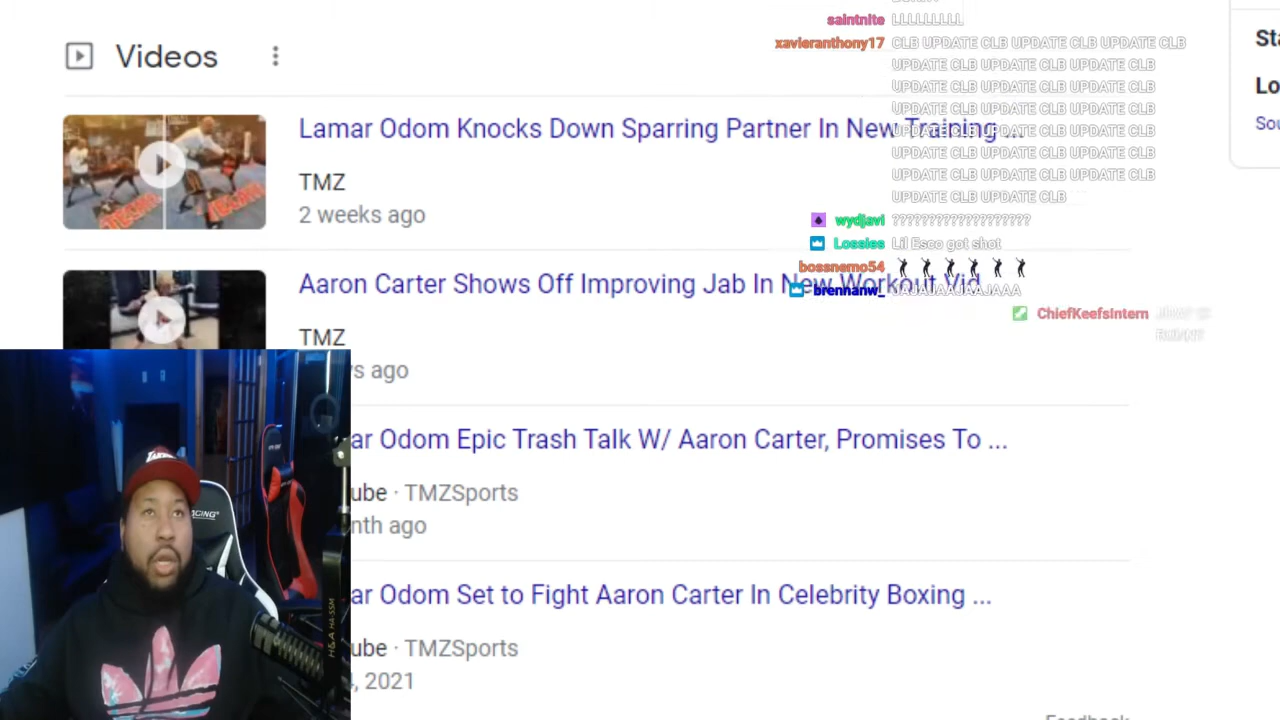 Videos
Lamar Odom Knocks Down Sparring Partner In New Training ...
TMZ
2 weeks ago
Aaron Carter Shows Off Improving Jab In New Workout Vid
TMZ
ys ago
ar Odom Epic Trash Talk W/ Aaron Carter, Promises To ...
ube · TMZSports
nth ago
ar Odom Set to Fight Aaron Carter In Celebrity Boxing ...
ube · TMZSports
, 2021
Feedback
saintnite LLLLLLLLL
xavieranthony17 CLB UPDATE CLB UPDATE CLB UPDATE CLB
UPDATE CLB UPDATE CLB UPDATE CLB
UPDATE CLB UPDATE CLB UPDATE CLB
UPDATE CLB UPDATE CLB UPDATE CLB
UPDATE CLB UPDATE CLB UPDATE CLB
UPDATE CLB UPDATE CLB UPDATE CLB
UPDATE CLB UPDATE CLB UPDATE CLB
UPDATE CLB UPDATE CLB
wydjavi ???????????????????
Lossies Lil Esco got shot
bossnemo54
brennanw_
ChiefKeefsIntern
Sta
Lo
Sou